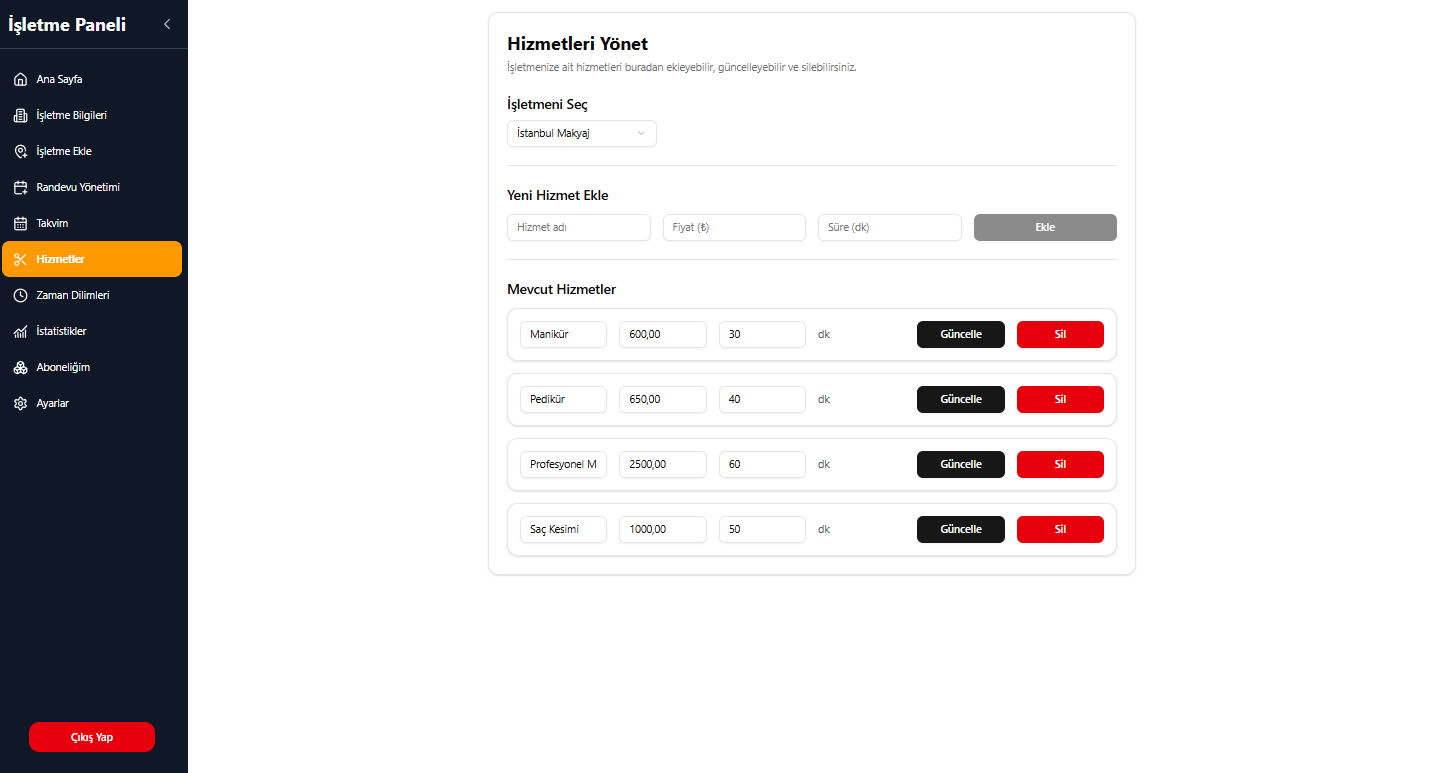 İşletme Paneli
Ana Sayfa
İşletme Bilgileri
İşletme Ekle
Randevu Yönetimi
Takvim
Hizmetler
Zaman Dilimleri
İstatistikler
Aboneliğim
Ayarlar
Çıkış Yap
Hizmetleri Yönet
İşletmenize ait hizmetleri buradan ekleyebilir, güncelleyebilir ve silebilirsiniz.
İşletmeni Seç
İstanbul Makyaj
Yeni Hizmet Ekle
Hizmet adı Fiyat (₺) Süre (dk) Ekle
Mevcut Hizmetler
Manikür 600,00 30 dk Güncelle Sil
Pedikür 650,00 40 dk Güncelle Sil
Profesyonel M 2500,00 60 dk Güncelle Sil
Saç Kesimi 1000,00 50 dk Güncelle Sil